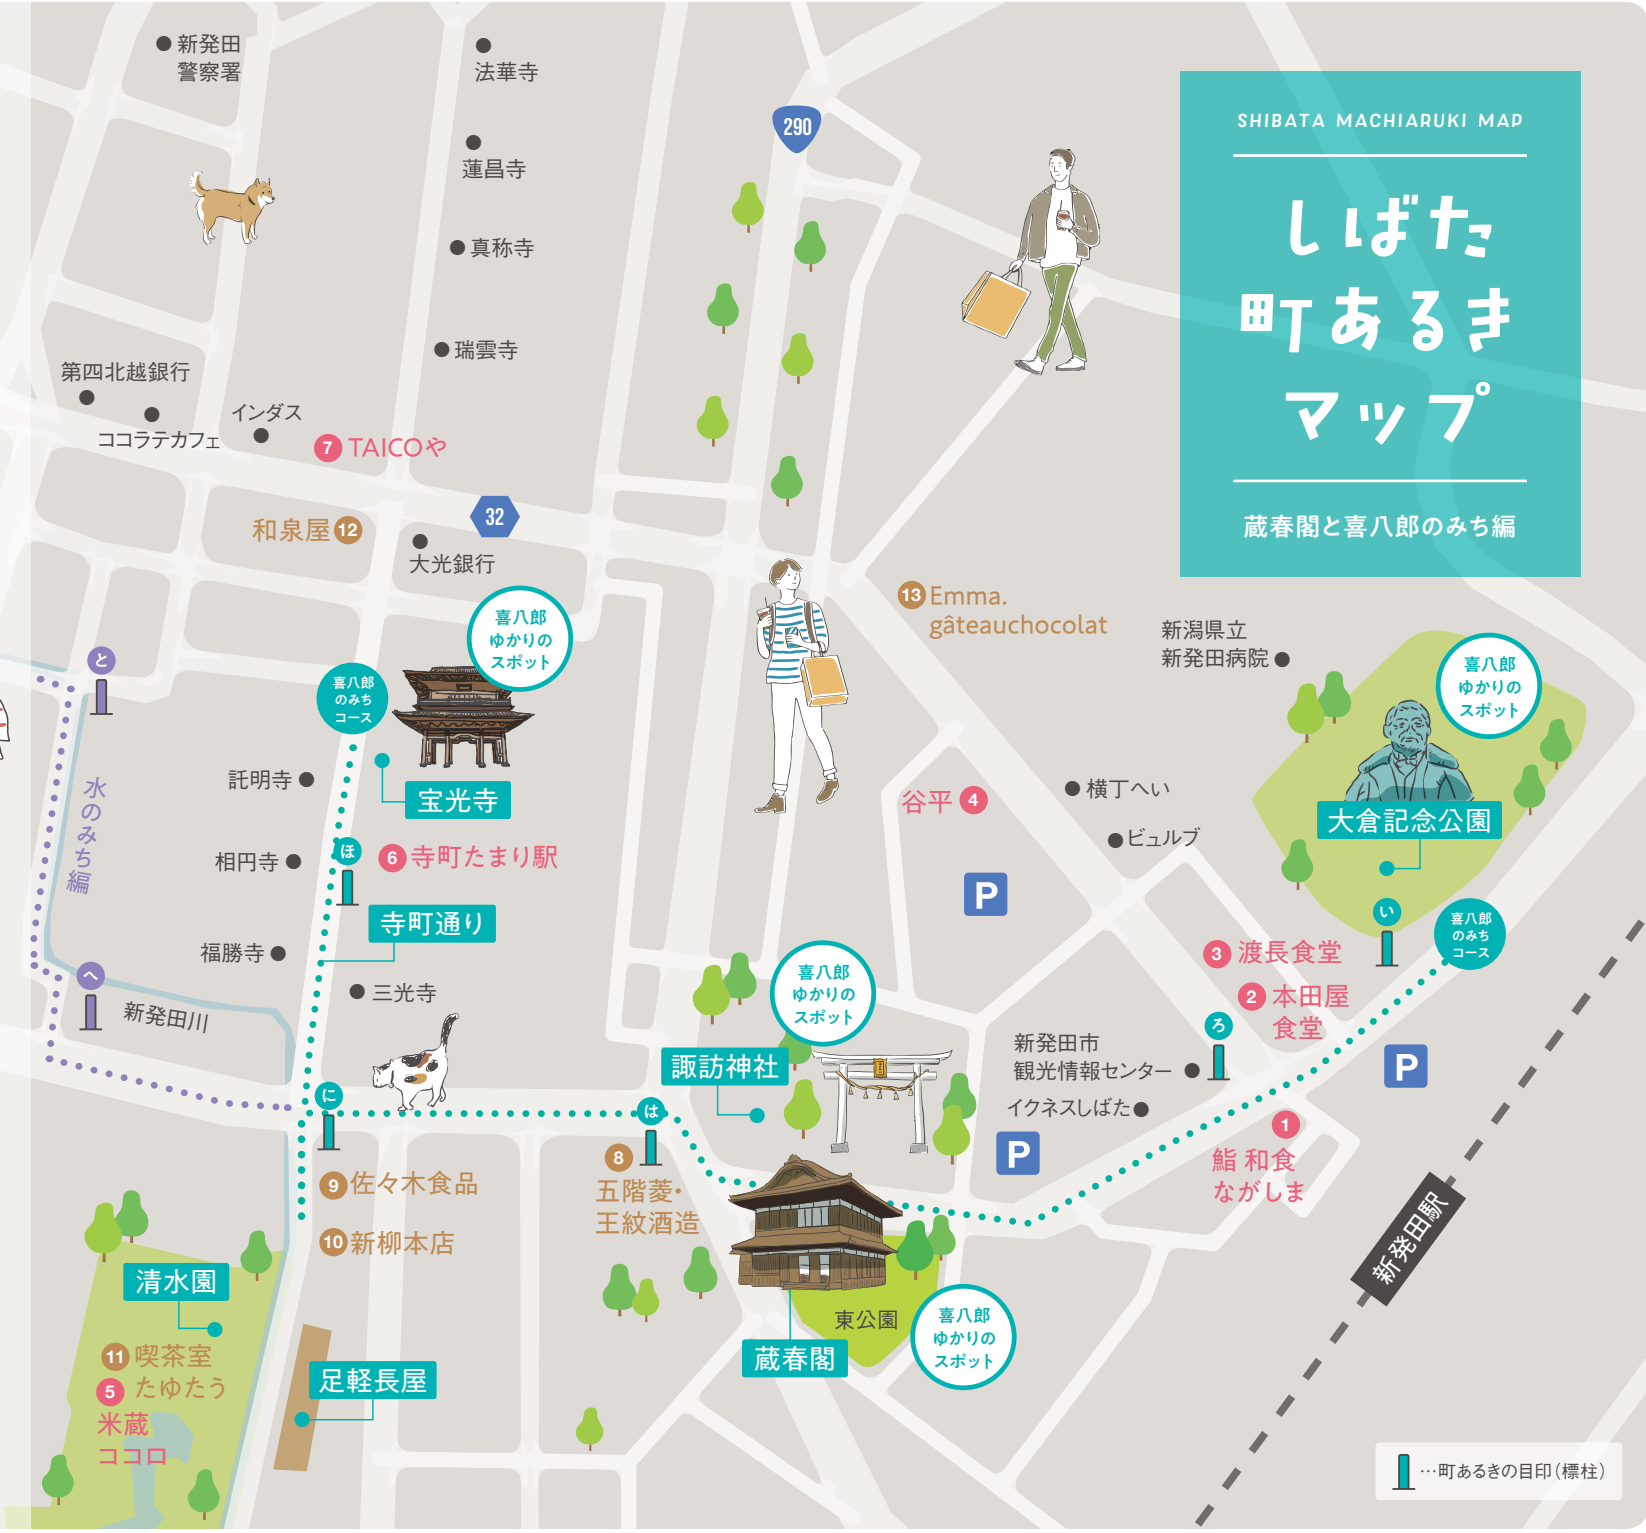 SHIBATA MACHIARUKI MAP
しばた
町あるき
マップ
蔵春閣と喜八郎のみち編
新発田
警察署
法華寺
蓮昌寺
真称寺
瑞雲寺
290
第四北越銀行
ココラテカフェ
インダス
7 TAICOや
和泉屋 12
32
大光銀行
喜八郎
ゆかりの
スポット
13 Emma.
gâteauchocolat
新潟県立
新発田病院
喜八郎
ゆかりの
スポット
と
喜八郎
のみち
コース
水のみち編
託明寺
宝光寺
谷平 4
横丁へい
ビュルブ
大倉記念公園
相円寺
ほ
6 寺町たまり駅
P
寺町通り
い
喜八郎
のみち
コース
福勝寺
3 渡長食堂
へ
新発田川
三光寺
喜八郎
ゆかりの
スポット
2 本田屋
食堂
ろ
諏訪神社
新発田市
観光情報センター
イクネスしばた
P
に
は
P
1
鮨 和食
ながしま
8
五階菱・
王紋酒造
9 佐々木食品
10 新柳本店
新発田駅
清水園
東公園
喜八郎
ゆかりの
スポット
蔵春閣
11 喫茶室
たゆたう
5
米蔵
ココロ
足軽長屋
…町あるきの目印（標柱）